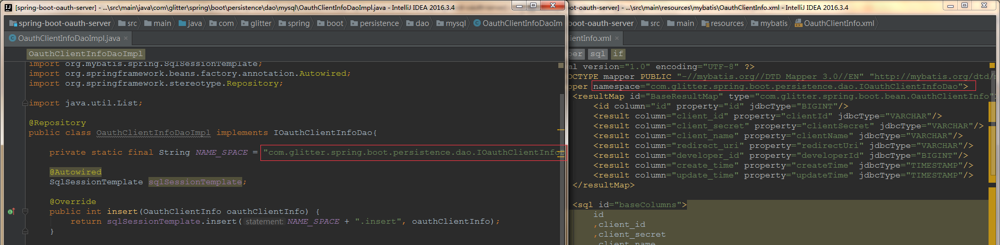 [spring-boot-oauth-server] - ...\src\main\java\com\glitter\spring\boot\persistence\dao\mysql\OauthClientInfoDaoImpl.java - IntelliJ IDEA 2016.3.4
spring-boot-oauth-server src main java com glitter spring boot persistence dao mysql OauthClientInfoDaoIm
OauthClientInfoDaoImpl.java
OauthClientInfoDaoImpl
import org.mybatis.spring.SqlSessionTemplate;
import org.springframework.beans.factory.annotation.Autowired;
import org.springframework.stereotype.Repository;
import java.util.List;
@Repository
public class OauthClientInfoDaoImpl implements IOauthClientInfoDao{
private static final String NAME_SPACE = "com.glitter.spring.boot.persistence.dao.IOauthClientInfo
@Autowired
SqlSessionTemplate sqlSessionTemplate;
@Override
public int insert(OauthClientInfo oauthClientInfo) {
return sqlSessionTemplate.insert( statement: NAME_SPACE + ".insert", oauthClientInfo);
}
oot-oauth-server] - ...\src\main\resources\mybatis\OauthClientInfo.xml - IntelliJ IDEA 2016.3.4
boot-oauth-server src main resources mybatis OauthClientInfo.xml
lientInfo.xml
per sql if
ml version="1.0" encoding="UTF-8" ?>
OCTYPE mapper PUBLIC "-//mybatis.org//DTD Mapper 3.0//EN" "http://mybatis.org/dtd/
pper namespace="com.glitter.spring.boot.persistence.dao.IOauthClientInfoDao">
<resultMap id="BaseResultMap" type="com.glitter.spring.boot.bean.OauthClientInfo"
<id column="id" property="id" jdbcType="BIGINT"/>
<result column="client_id" property="clientId" jdbcType="VARCHAR"/>
<result column="client_secret" property="clientSecret" jdbcType="VARCHAR"/>
<result column="client_name" property="clientName" jdbcType="VARCHAR"/>
<result column="redirect_uri" property="redirectUri" jdbcType="VARCHAR"/>
<result column="developer_id" property="developerId" jdbcType="BIGINT"/>
<result column="create_time" property="createTime" jdbcType="TIMESTAMP"/>
<result column="update_time" property="updateTime" jdbcType="TIMESTAMP"/>
</resultMap>
<sql id="baseColumns">
id
,client_id
,client_secret
,client_name